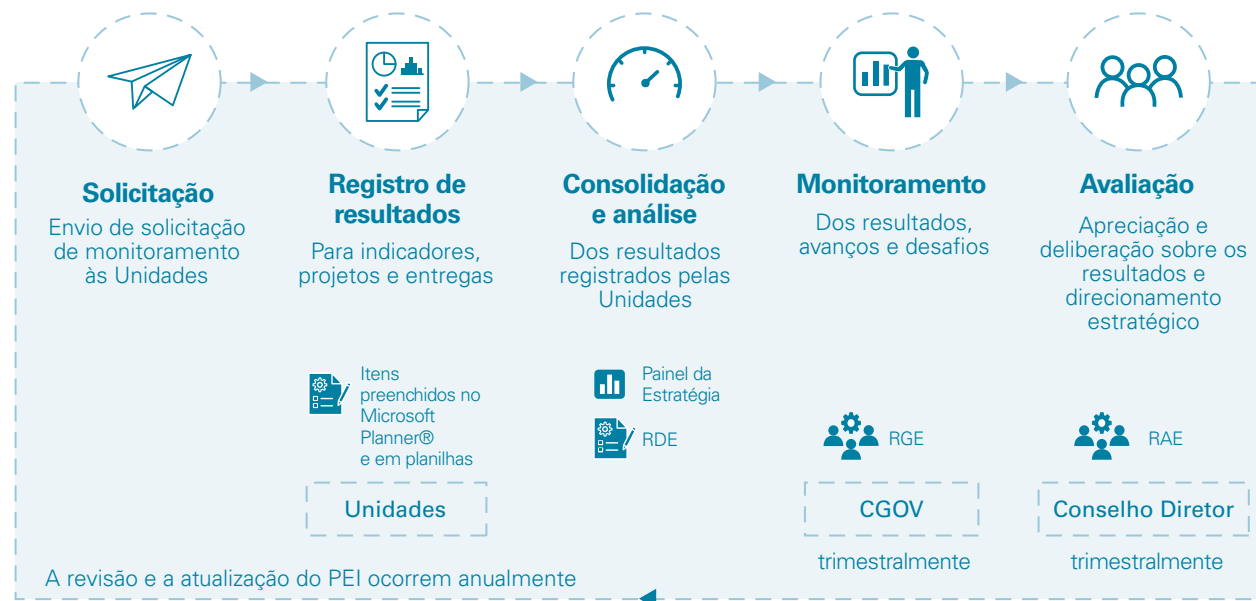 Solicitação
Envio de solicitação
de monitoramento
às Unidades
Registro de
resultados
Para indicadores,
projetos e entregas
Itens
preenchidos no
Microsoft
Planner®
e em planilhas
Unidades
Consolidação
e análise
Dos resultados
registrados pelas
Unidades
Painel da
Estratégia
RDE
Monitoramento
Dos resultados,
avanços e desafios
RGE
CGOV
trimestralmente
Avaliação
Apreciação e
deliberação sobre os
resultados e
direcionamento
estratégico
RAE
Conselho Diretor
trimestralmente
A revisão e a atualização do PEI ocorrem anualmente